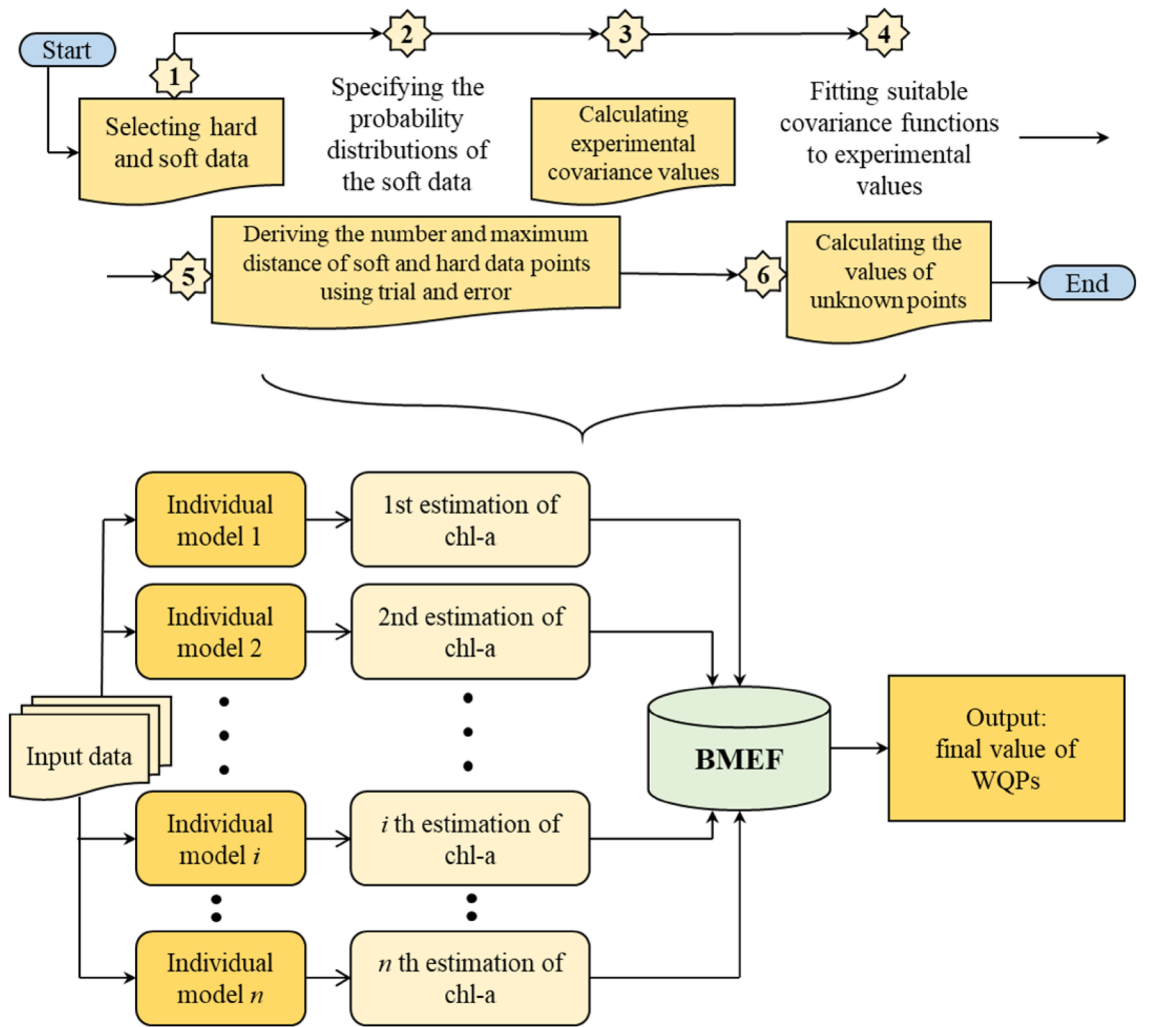 Start
1
2
3
4
Selecting hard
and soft data
Specifying the
probability
distributions of
the soft data
Calculating
experimental
covariance values
Fitting suitable
covariance functions
to experimental
values
5
Deriving the number and maximum
distance of soft and hard data points
using trial and error
6
Calculating the
values of
unknown points
End
Individual
model 1
1st estimation of
chl-a
Individual
model 2
2nd estimation of
chl-a
Input data
BMEF
Output:
final value of
WQPs
Individual
model i
i th estimation of
chl-a
Individual
model n
n th estimation of
chl-a